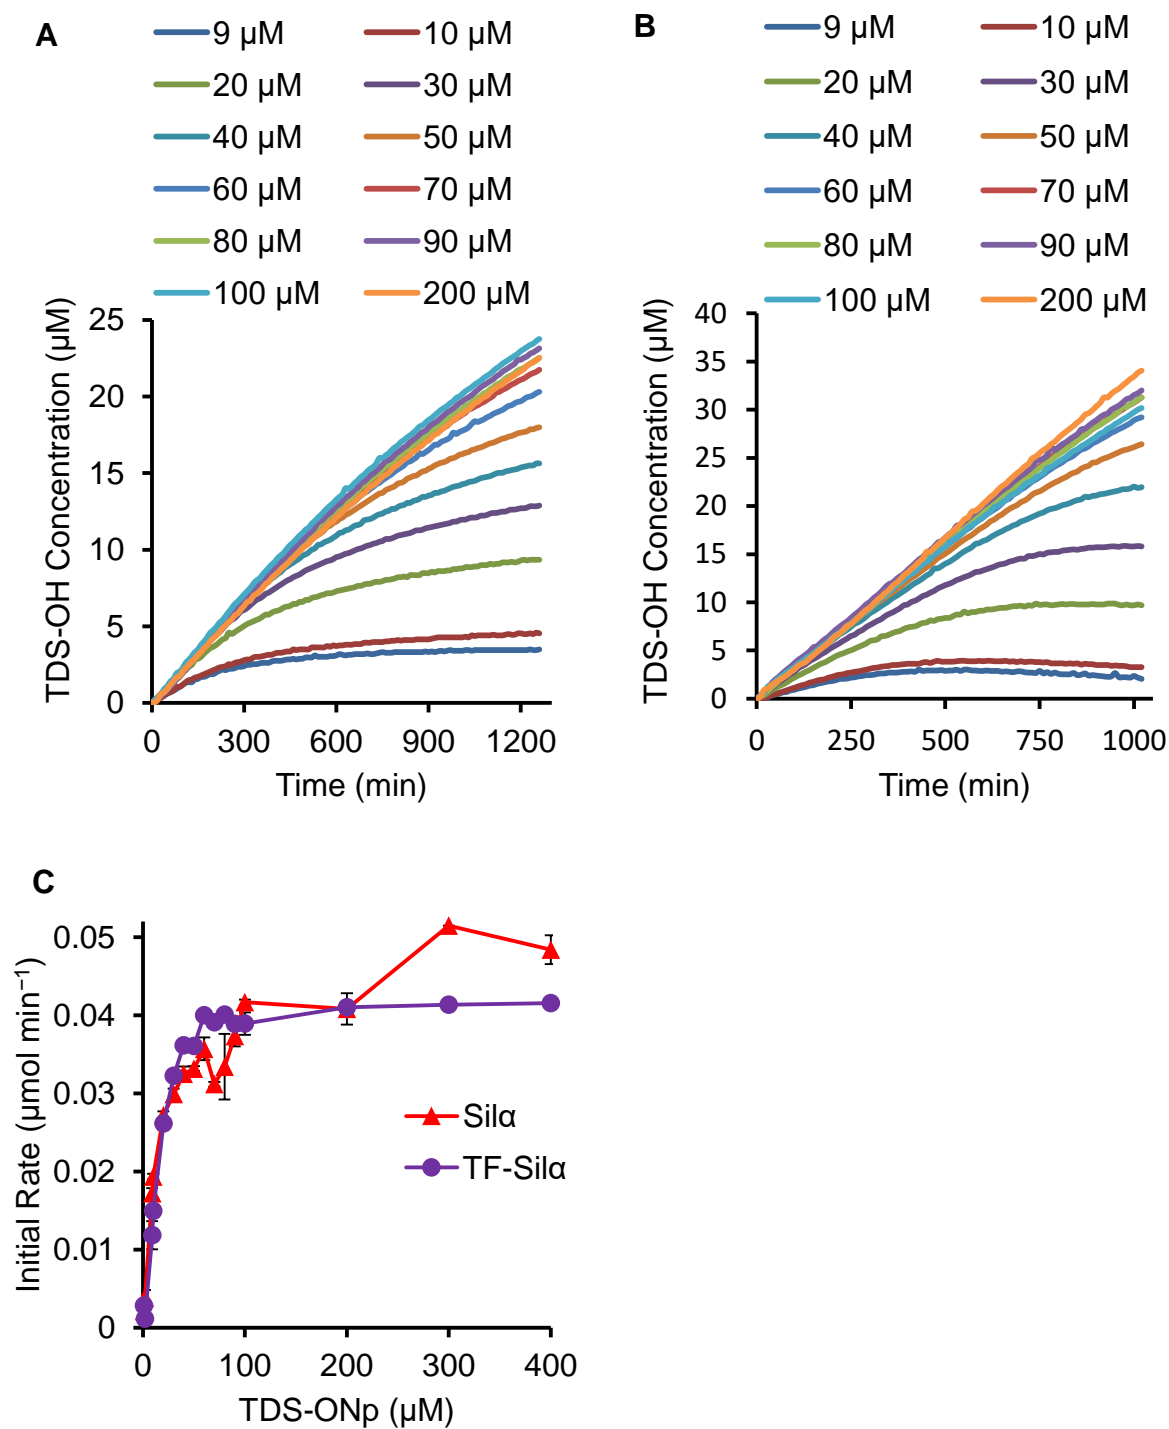 A
9 µM
10 µM
20 µM
30 µM
40 µM
50 µM
60 µM
70 µM
80 µM
90 µM
100 µM
200 µM
TDS-OH Concentration (µM)
25
20
15
10
5
0
0 300 600 900 1200
Time (min)
B
9 µM
10 µM
20 µM
30 µM
40 µM
50 µM
60 µM
70 µM
80 µM
90 µM
100 µM
200 µM
TDS-OH Concentration (µM)
40
35
30
25
20
15
10
5
0
0 250 500 750 1000
Time (min)
C
Initial Rate (µmol min⁻¹)
0.05
0.04
0.03
0.02
0.01
0
Silα
TF-Silα
0 100 200 300 400
TDS-ONp (µM)